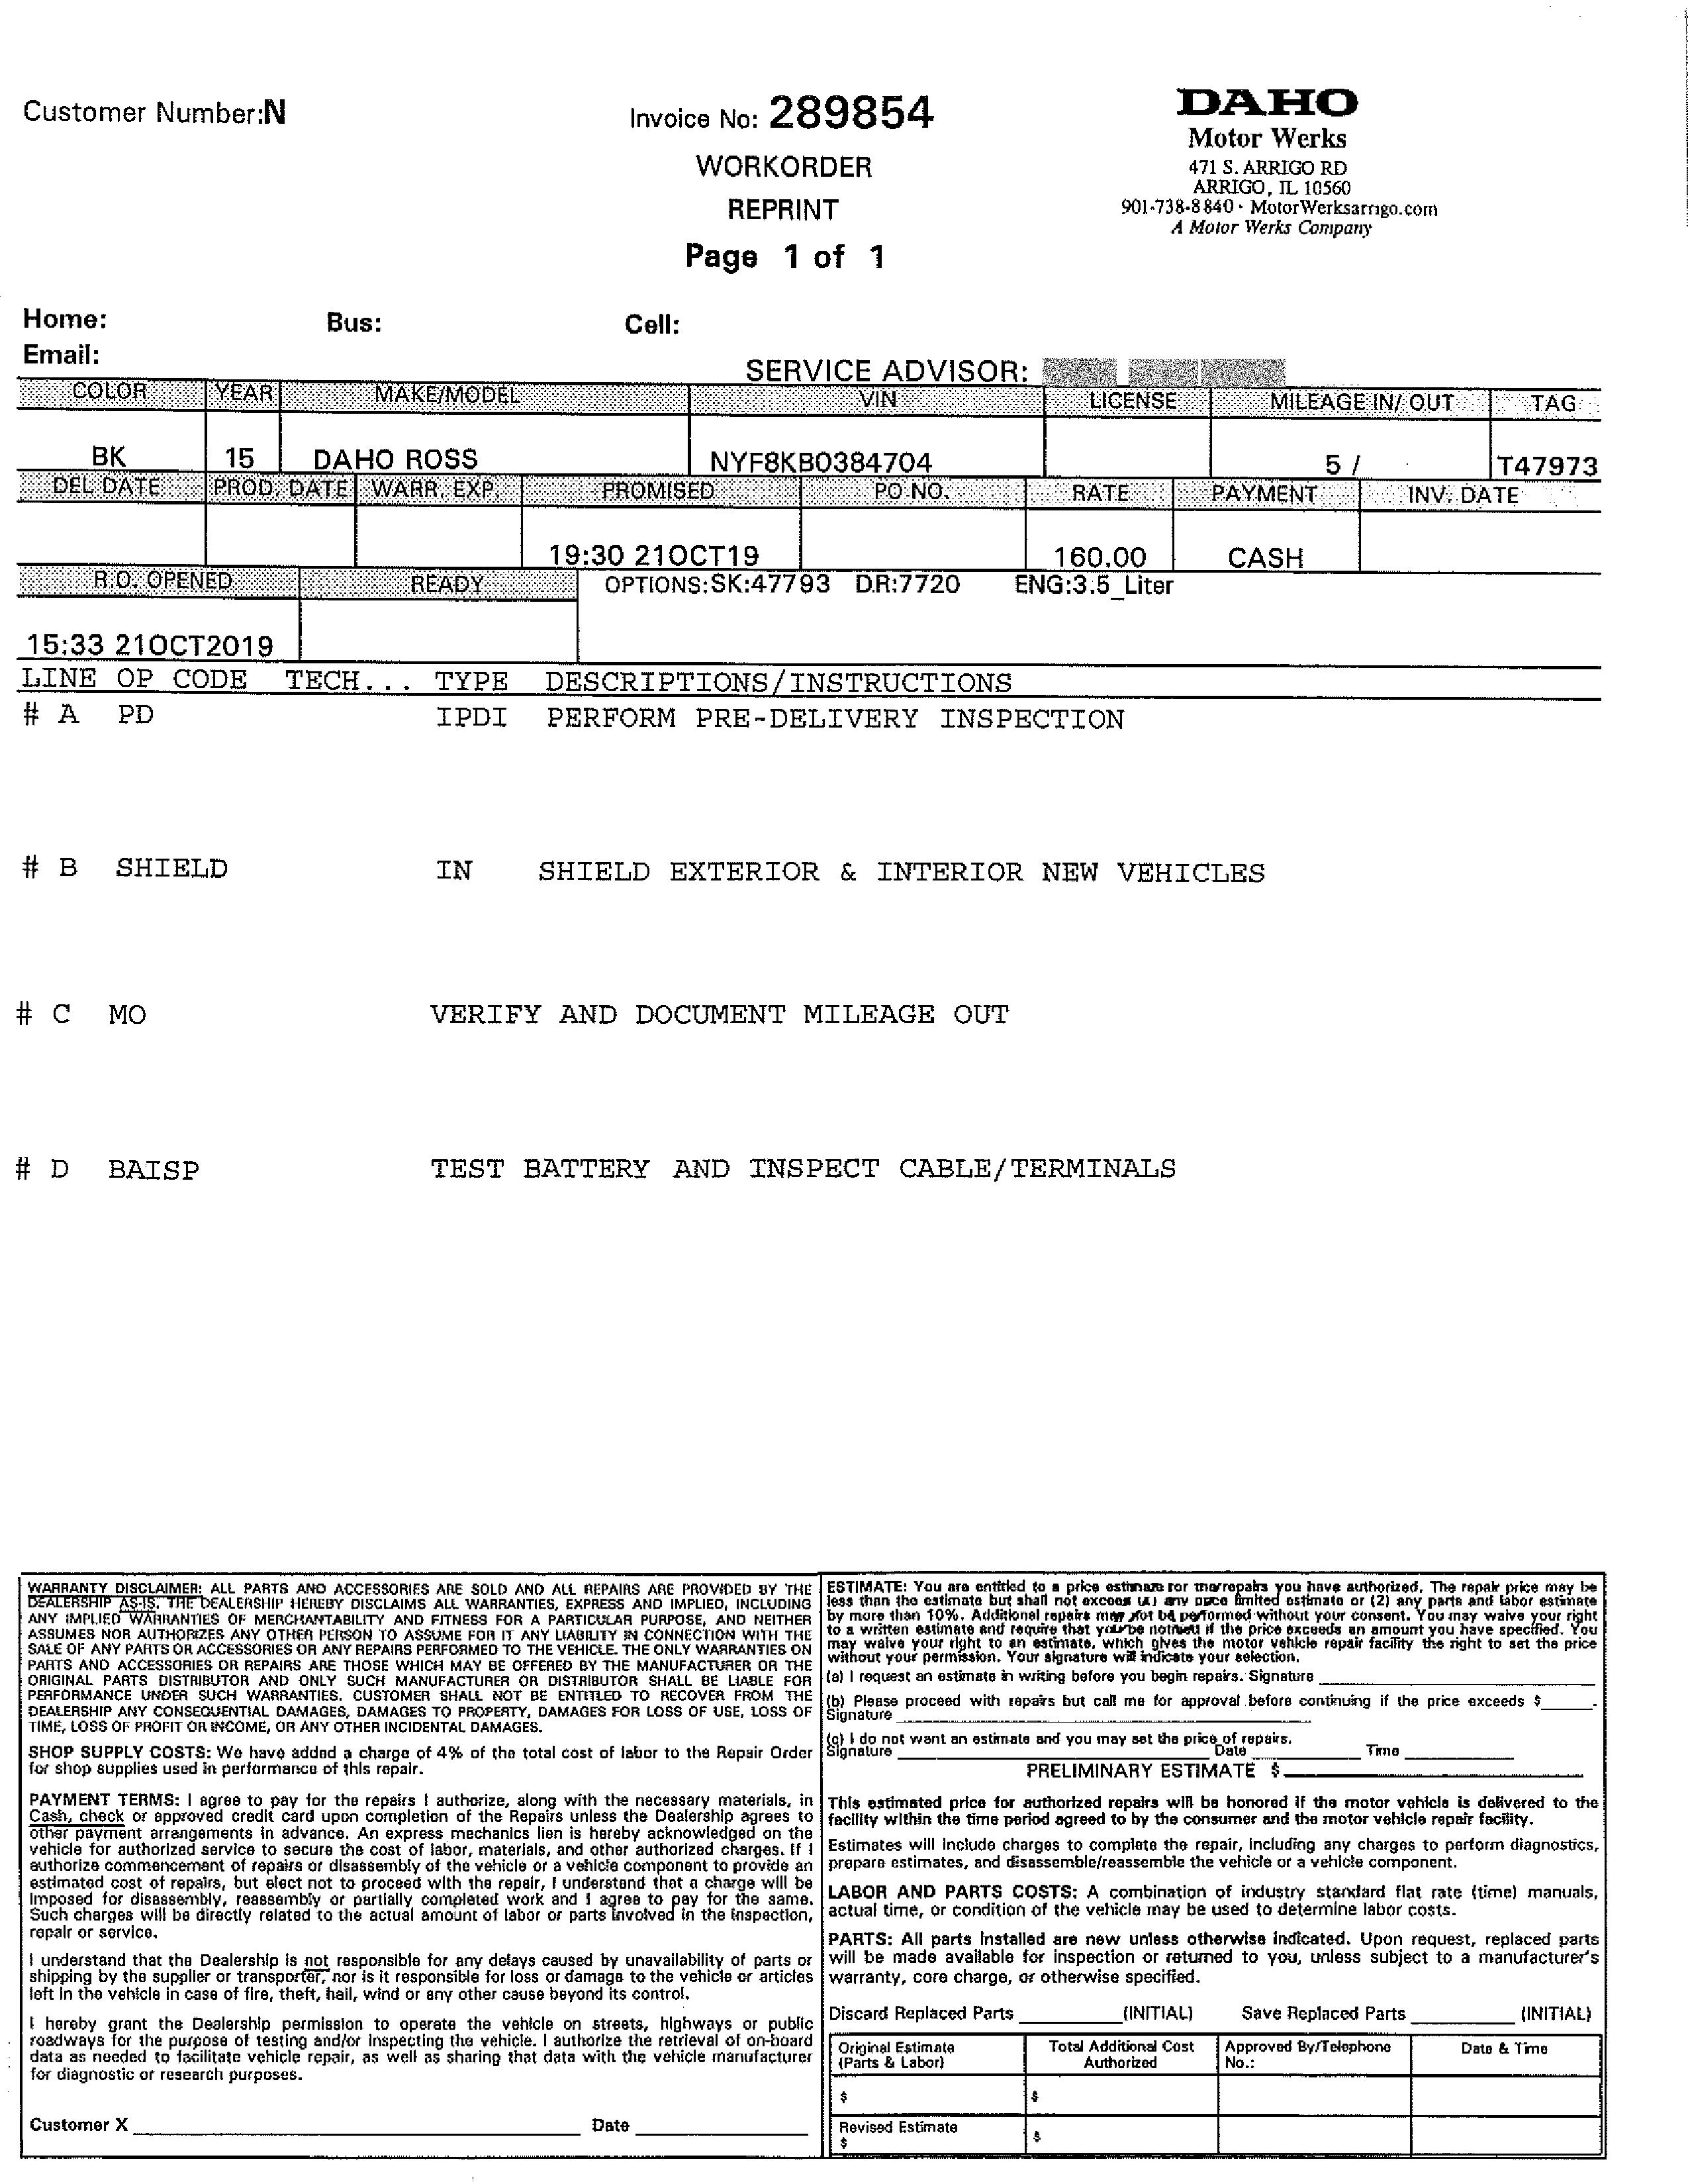 Customer Number:N
Invoice No: 289854
WORKORDER
REPRINT
Page 1 of 1
DAHO
Motor Werks
471 S. ARRIGO RD
ARRIGO, IL 10560
901-738-8840 • MotorWerksarrigo.com
A Motor Werks Company
Home: Bus: Cell:
Email:
SERVICE ADVISOR:
COLOR YEAR MAKE/MODEL VIN LICENSE MILEAGE IN/ OUT TAG
BK 15 DAHO ROSS NYF8KB0384704 5 / T47973
DEL DATE PROD. DATE WARR. EXP. PROMISED PO NO. RATE PAYMENT INV. DATE
19:30 21OCT19 160.00 CASH
R.O. OPENED READY OPTIONS:SK:47793 DR:7720 ENG:3.5_Liter
15:33 21OCT2019
LINE OP CODE TECH... TYPE DESCRIPTIONS/INSTRUCTIONS
# A PD IPDI PERFORM PRE-DELIVERY INSPECTION
# B SHIELD IN SHIELD EXTERIOR & INTERIOR NEW VEHICLES
# C MO VERIFY AND DOCUMENT MILEAGE OUT
# D BAISP TEST BATTERY AND INSPECT CABLE/TERMINALS
WARRANTY DISCLAIMER: ALL PARTS AND ACCESSORIES ARE SOLD AND ALL REPAIRS ARE PROVIDED BY THE
DEALERSHIP AS-IS. THE DEALERSHIP HEREBY DISCLAIMS ALL WARRANTIES, EXPRESS AND IMPLIED, INCLUDING
ANY IMPLIED WARRANTIES OF MERCHANTABILITY AND FITNESS FOR A PARTICULAR PURPOSE, AND NEITHER
ASSUMES NOR AUTHORIZES ANY OTHER PERSON TO ASSUME FOR IT ANY LIABILITY IN CONNECTION WITH THE
SALE OF ANY PARTS OR ACCESSORIES OR ANY REPAIRS PERFORMED TO THE VEHICLE. THE ONLY WARRANTIES ON
PARTS AND ACCESSORIES OR REPAIRS ARE THOSE WHICH MAY BE OFFERED BY THE MANUFACTURER OR THE
ORIGINAL PARTS DISTRIBUTOR AND ONLY SUCH MANUFACTURER OR DISTRIBUTOR SHALL BE LIABLE FOR
PERFORMANCE UNDER SUCH WARRANTIES. CUSTOMER SHALL NOT BE ENTITLED TO RECOVER FROM THE
DEALERSHIP ANY CONSEQUENTIAL DAMAGES, DAMAGES TO PROPERTY, DAMAGES FOR LOSS OF USE, LOSS OF
TIME, LOSS OF PROFIT OR INCOME, OR ANY OTHER INCIDENTAL DAMAGES.
SHOP SUPPLY COSTS: We have added a charge of 4% of the total cost of labor to the Repair Order
for shop supplies used in performance of this repair.
PAYMENT TERMS: I agree to pay for the repairs I authorize, along with the necessary materials, in
Cash, check or approved credit card upon completion of the Repairs unless the Dealership agrees to
other payment arrangements in advance. An express mechanics lien is hereby acknowledged on the
vehicle for authorized service to secure the cost of labor, materials, and other authorized charges. If I
authorize commencement of repairs or disassembly of the vehicle or a vehicle component to provide an
estimated cost of repairs, but elect not to proceed with the repair, I understand that a charge will be
imposed for disassembly, reassembly or partially completed work and I agree to pay for the same.
Such charges will be directly related to the actual amount of labor or parts involved in the inspection,
repair or service.
I understand that the Dealership is not responsible for any delays caused by unavailability of parts or
shipping by the supplier or transporter, nor is it responsible for loss or damage to the vehicle or articles
left in the vehicle in case of fire, theft, hail, wind or any other cause beyond its control.
I hereby grant the Dealership permission to operate the vehicle on streets, highways or public
roadways for the purpose of testing and/or inspecting the vehicle. I authorize the retrieval of on-board
data as needed to facilitate vehicle repair, as well as sharing that data with the vehicle manufacturer
for diagnostic or research purposes.
Customer X Date
ESTIMATE: You are entitled to a price estimate for the repairs you have authorized. The repair price may be
less than the estimate but shall not exceed (1) any price limited estimate or (2) any parts and labor estimate
by more than 10%. Additional repairs may not be performed without your consent. You may waive your right
to a written estimate and require that you be notified if the price exceeds an amount you have specified. You
may waive your right to an estimate, which gives the motor vehicle repair facility the right to set the price
without your permission. Your signature will indicate your selection.
(a) I request an estimate in writing before you begin repairs. Signature
(b) Please proceed with repairs but call me for approval before continuing if the price exceeds $ .
Signature
(c) I do not want an estimate and you may set the price of repairs.
Signature Date Time
PRELIMINARY ESTIMATE $
This estimated price for authorized repairs will be honored if the motor vehicle is delivered to the
facility within the time period agreed to by the consumer and the motor vehicle repair facility.
Estimates will include charges to complete the repair, including any charges to perform diagnostics,
prepare estimates, and disassemble/reassemble the vehicle or a vehicle component.
LABOR AND PARTS COSTS: A combination of industry standard flat rate (time) manuals,
actual time, or condition of the vehicle may be used to determine labor costs.
PARTS: All parts installed are new unless otherwise indicated. Upon request, replaced parts
will be made available for inspection or returned to you, unless subject to a manufacturer's
warranty, core charge, or otherwise specified.
Discard Replaced Parts (INITIAL) Save Replaced Parts (INITIAL)
Original Estimate Total Additional Cost Approved By/Telephone Date & Time
(Parts & Labor) Authorized No.:
$ $
Revised Estimate
$ $